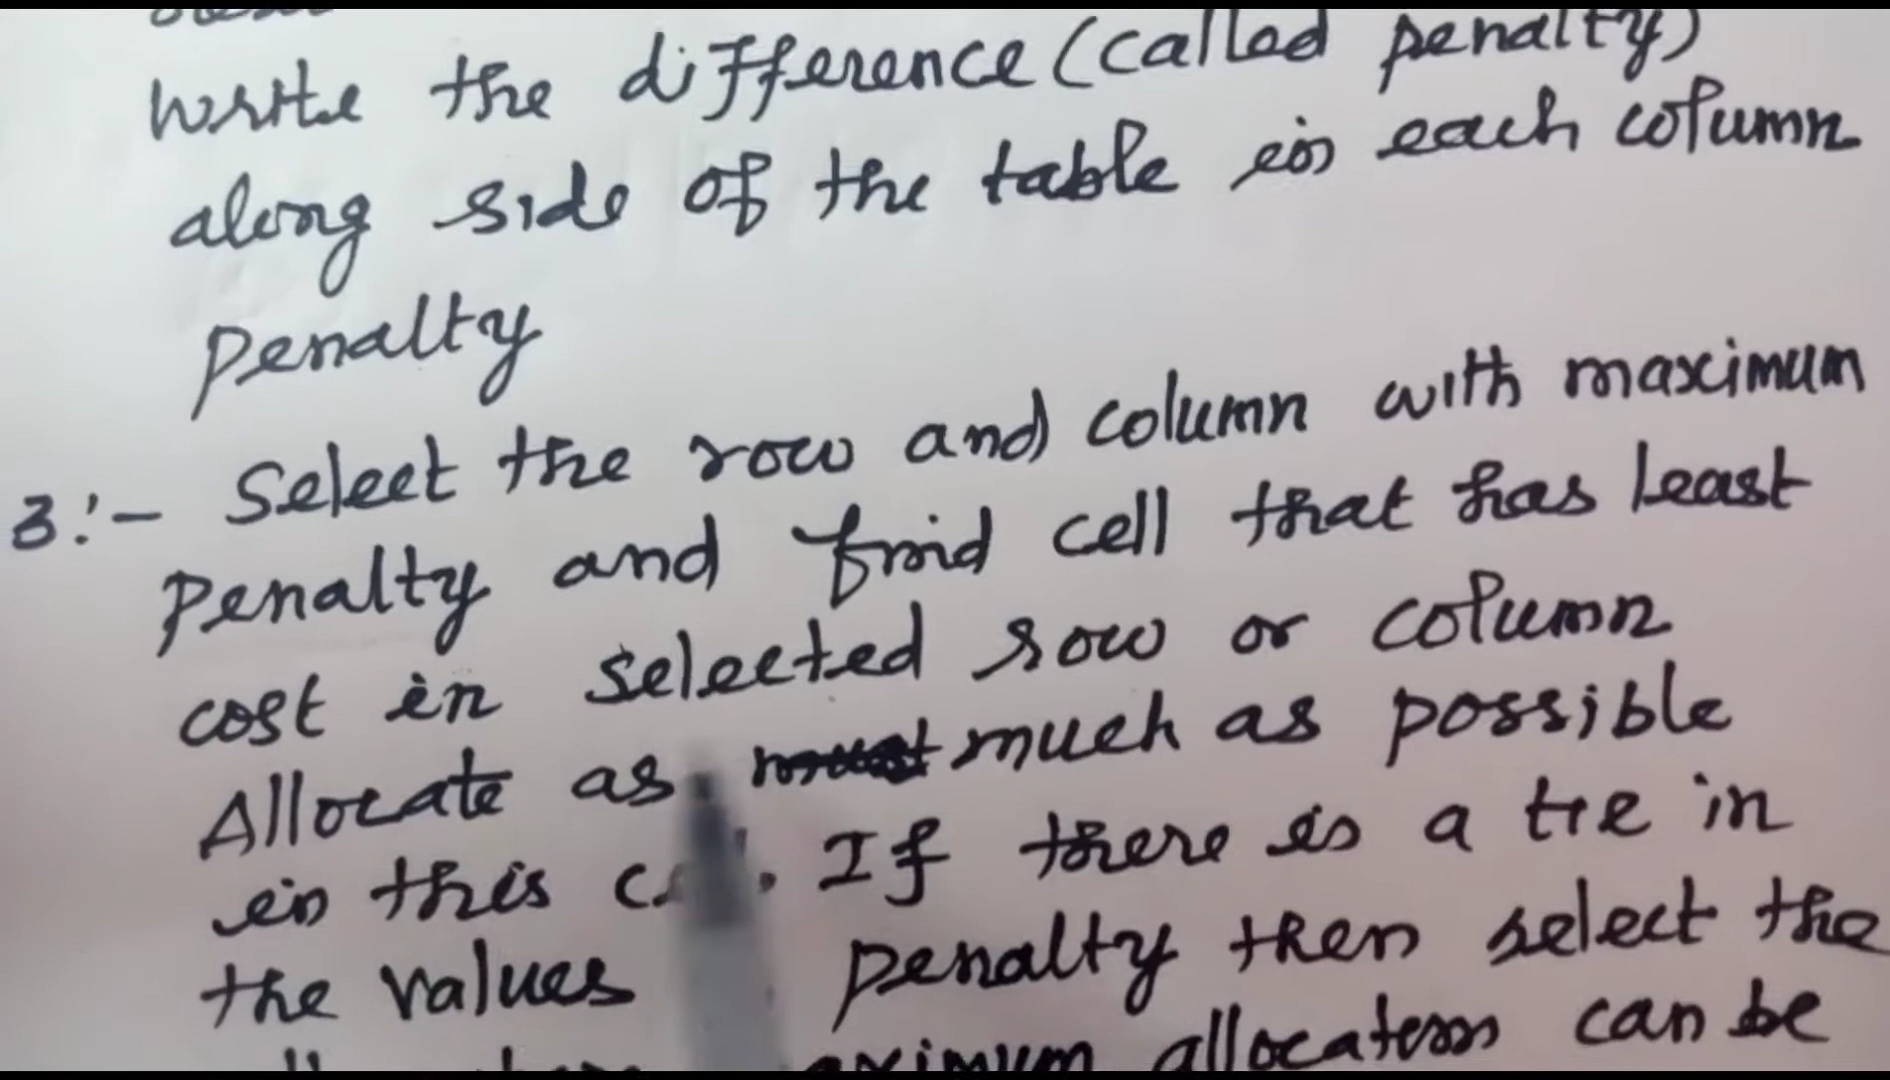 Write the difference (called penalty)
along side of the table in each column
Penalty
3:- Select the row and column with maximum
Penalty and find cell that has least
cost in selected row or column
Allocate as much as possible
in this . If there is a tie in
the values Penalty then select the
allocation can be